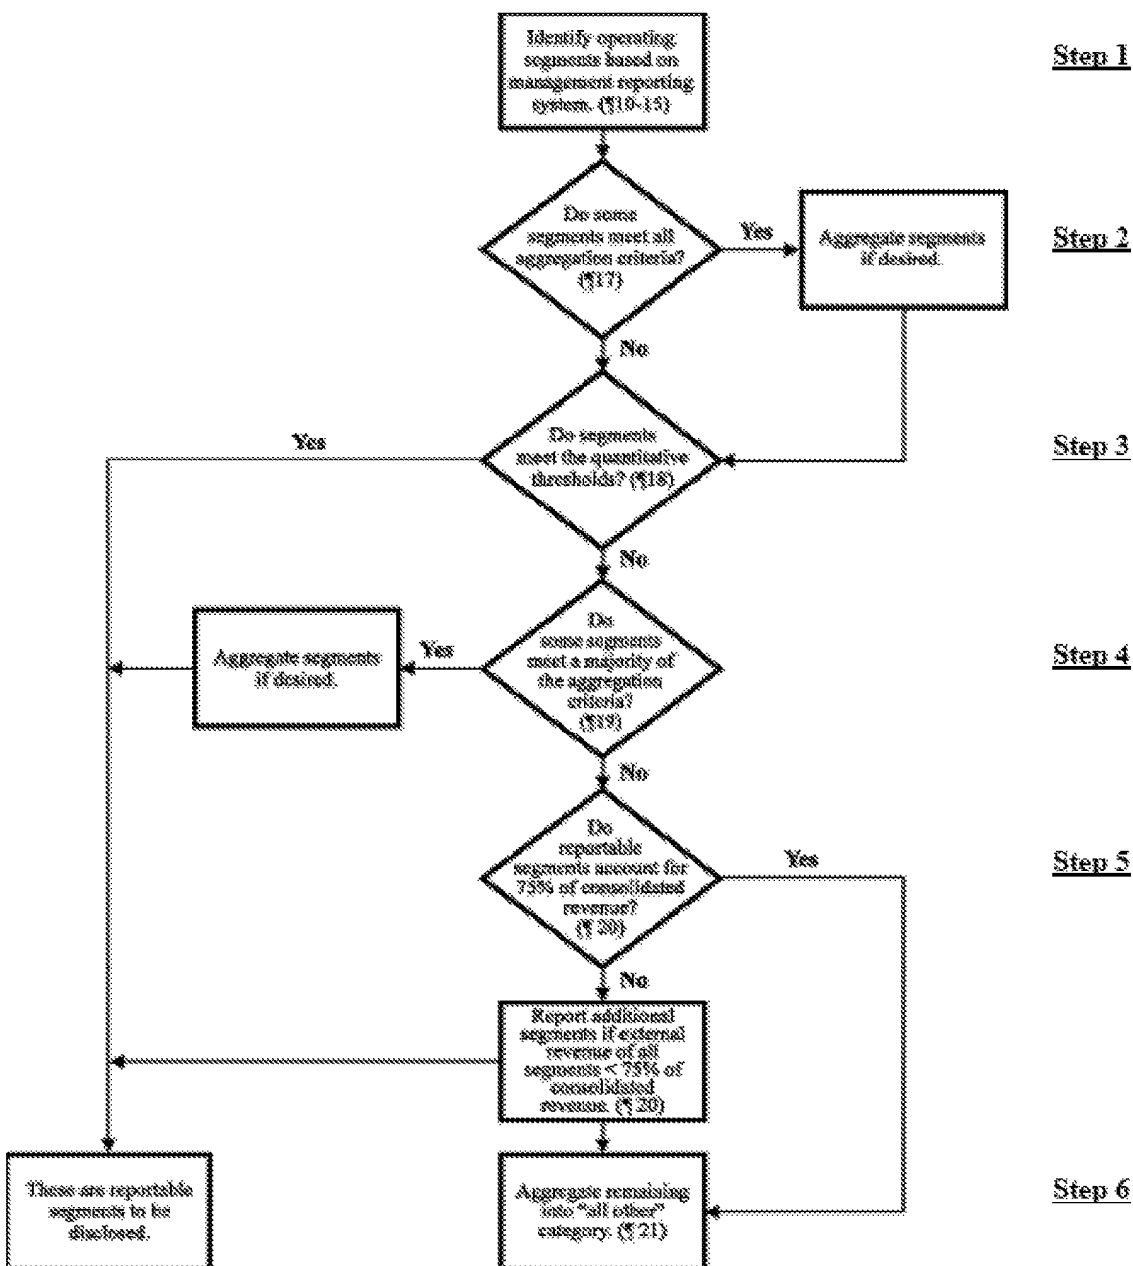 Identify operating
segments based on
management reporting
system. (¶10-15)
Step 1
Do some
segments meet all
aggregation criteria?
(¶17)
Yes
Aggregate segments
if desired.
Step 2
No
Yes
Do segments
meet the quantitative
thresholds? (¶18)
Step 3
No
Aggregate segments
if desired.
Yes
Do
some segments
meet a majority of
the aggregation
criteria?
(¶19)
Step 4
No
Do
reportable
segments account for
75% of consolidated
revenue?
(¶ 20)
Yes
Step 5
No
Report additional
segments if external
revenue of all
segments < 75% of
consolidated
revenue. (¶ 20)
These are reportable
segments to be
disclosed.
Aggregate remaining
into "all other"
category. (¶ 21)
Step 6